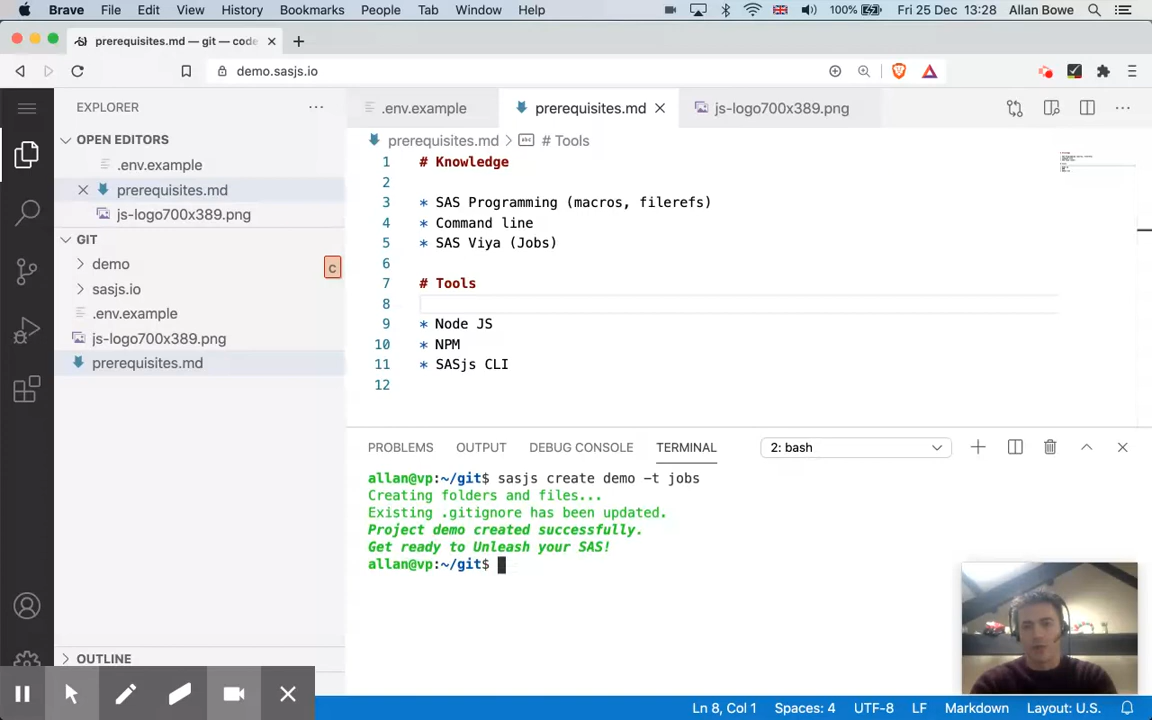 Brave File Edit View History Bookmarks People Tab Window Help 100% Fri 25 Dec 13:28 Allan Bowe
prerequisites.md — git — code
demo.sasjs.io
EXPLORER
.env.example
prerequisites.md
js-logo700x389.png
OPEN EDITORS
.env.example
prerequisites.md
js-logo700x389.png
GIT
demo
C
sasjs.io
.env.example
js-logo700x389.png
prerequisites.md
OUTLINE
prerequisites.md > abc # Tools
1 # Knowledge
2
3 * SAS Programming (macros, filerefs)
4 * Command line
5 * SAS Viya (Jobs)
6
7 # Tools
8
9 * Node JS
10 * NPM
11 * SASjs CLI
12
PROBLEMS OUTPUT DEBUG CONSOLE TERMINAL 2: bash
allan@vp:~/git$ sasjs create demo -t jobs
Creating folders and files...
Existing .gitignore has been updated.
Project demo created successfully.
Get ready to Unleash your SAS!
allan@vp:~/git$
Ln 8, Col 1 Spaces: 4 UTF-8 LF Markdown Layout: U.S.